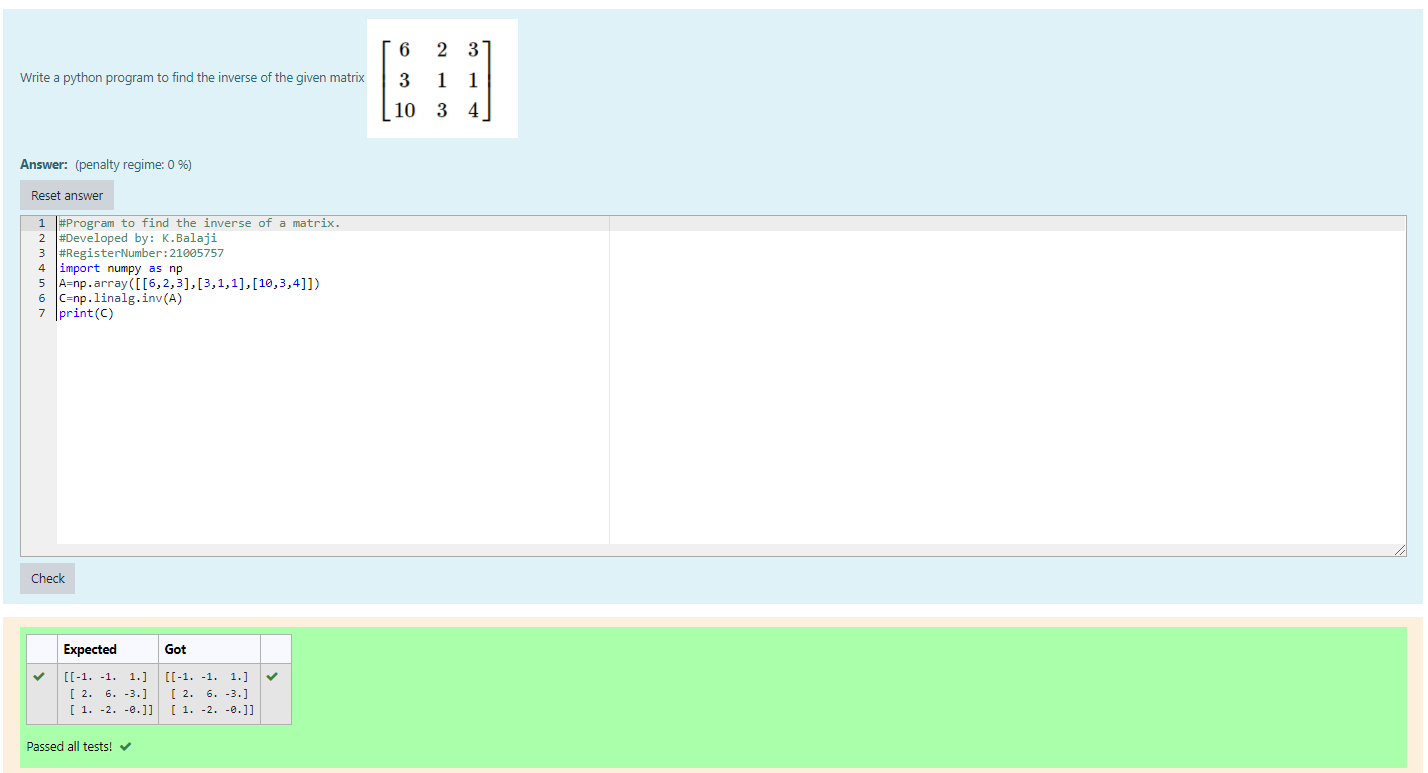 6 2 3
Write a python program to find the inverse of the given matrix 3 1 1
10 3 4
Answer: (penalty regime: 0 %)
Reset answer
1 #Program to find the inverse of a matrix.
2 #Developed by: K.Balaji
3 #RegisterNumber:21005757
4 import numpy as np
5 A=np.array([[6,2,3],[3,1,1],[10,3,4]])
6 C=np.linalg.inv(A)
7 print(C)
Check
Expected Got
[[-1. -1.  1.] [[-1. -1.  1.]
[ 2.  6. -3.] [ 2.  6. -3.]
[ 1. -2. -0.]] [ 1. -2. -0.]]
Passed all tests!